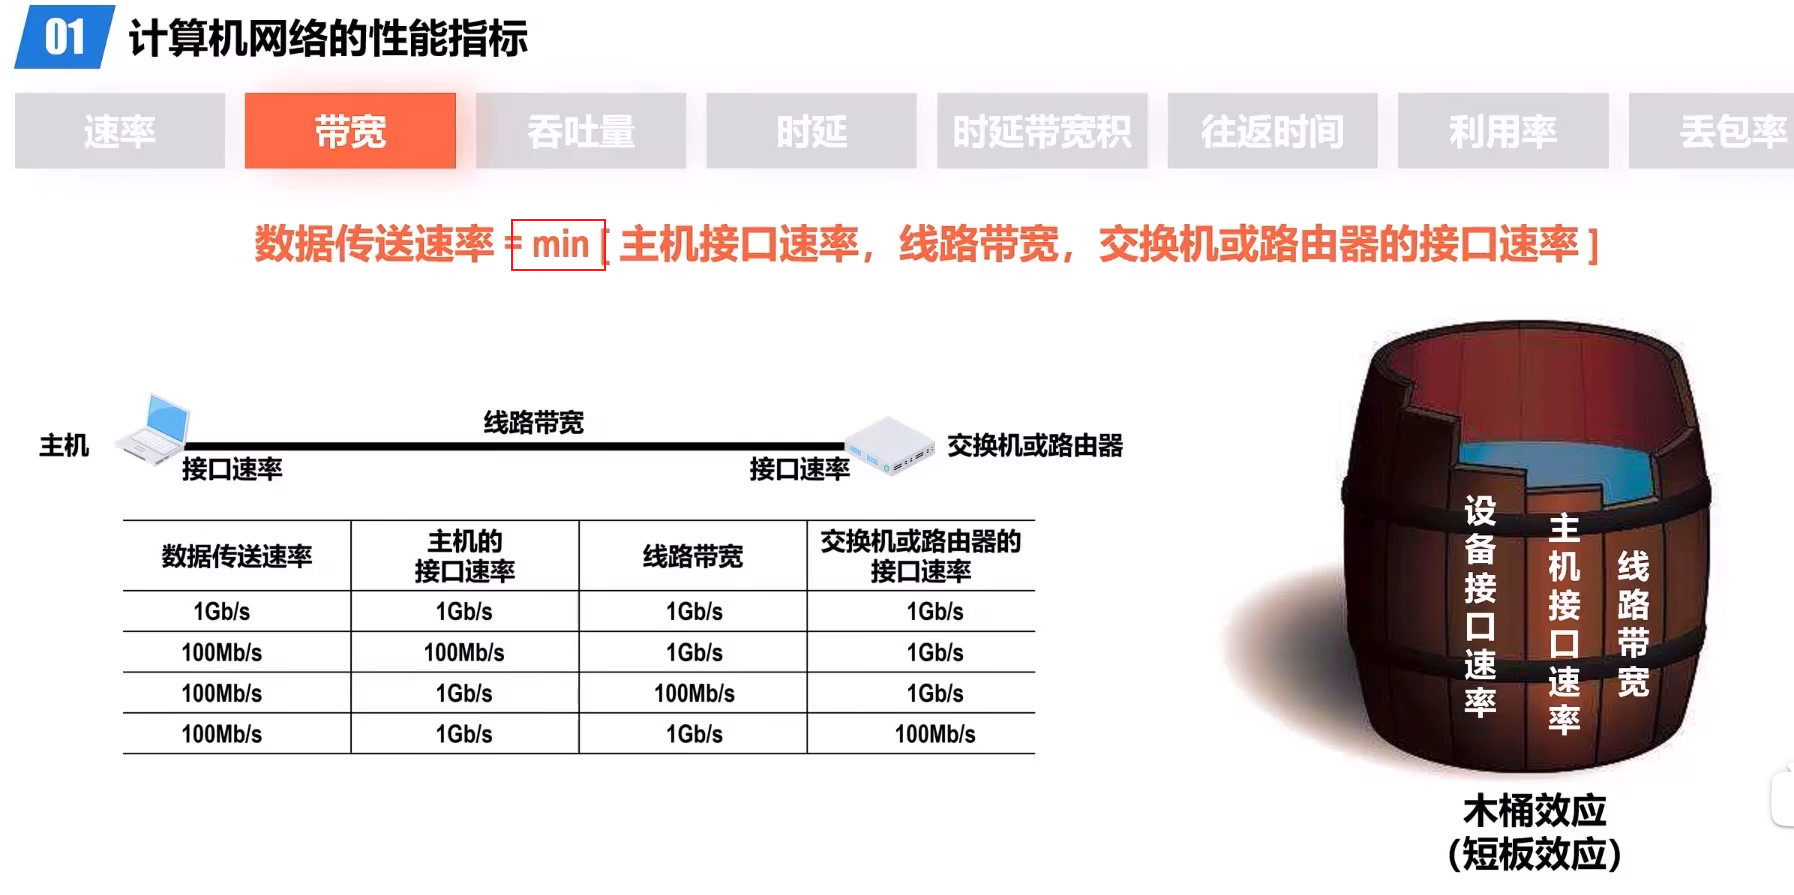 01 计算机网络的性能指标
速率 带宽 吞吐量 时延 时延带宽积 往返时间 利用率 丢包率
数据传送速率 = min [ 主机接口速率，线路带宽，交换机或路由器的接口速率 ]
主机 线路带宽 交换机或路由器
接口速率 接口速率
数据传送速率 主机的接口速率 线路带宽 交换机或路由器的接口速率
1Gb/s 1Gb/s 1Gb/s 1Gb/s
100Mb/s 100Mb/s 1Gb/s 1Gb/s
100Mb/s 1Gb/s 100Mb/s 1Gb/s
100Mb/s 1Gb/s 1Gb/s 100Mb/s
设备接口速率
主机接口速率
线路带宽
木桶效应
（短板效应）